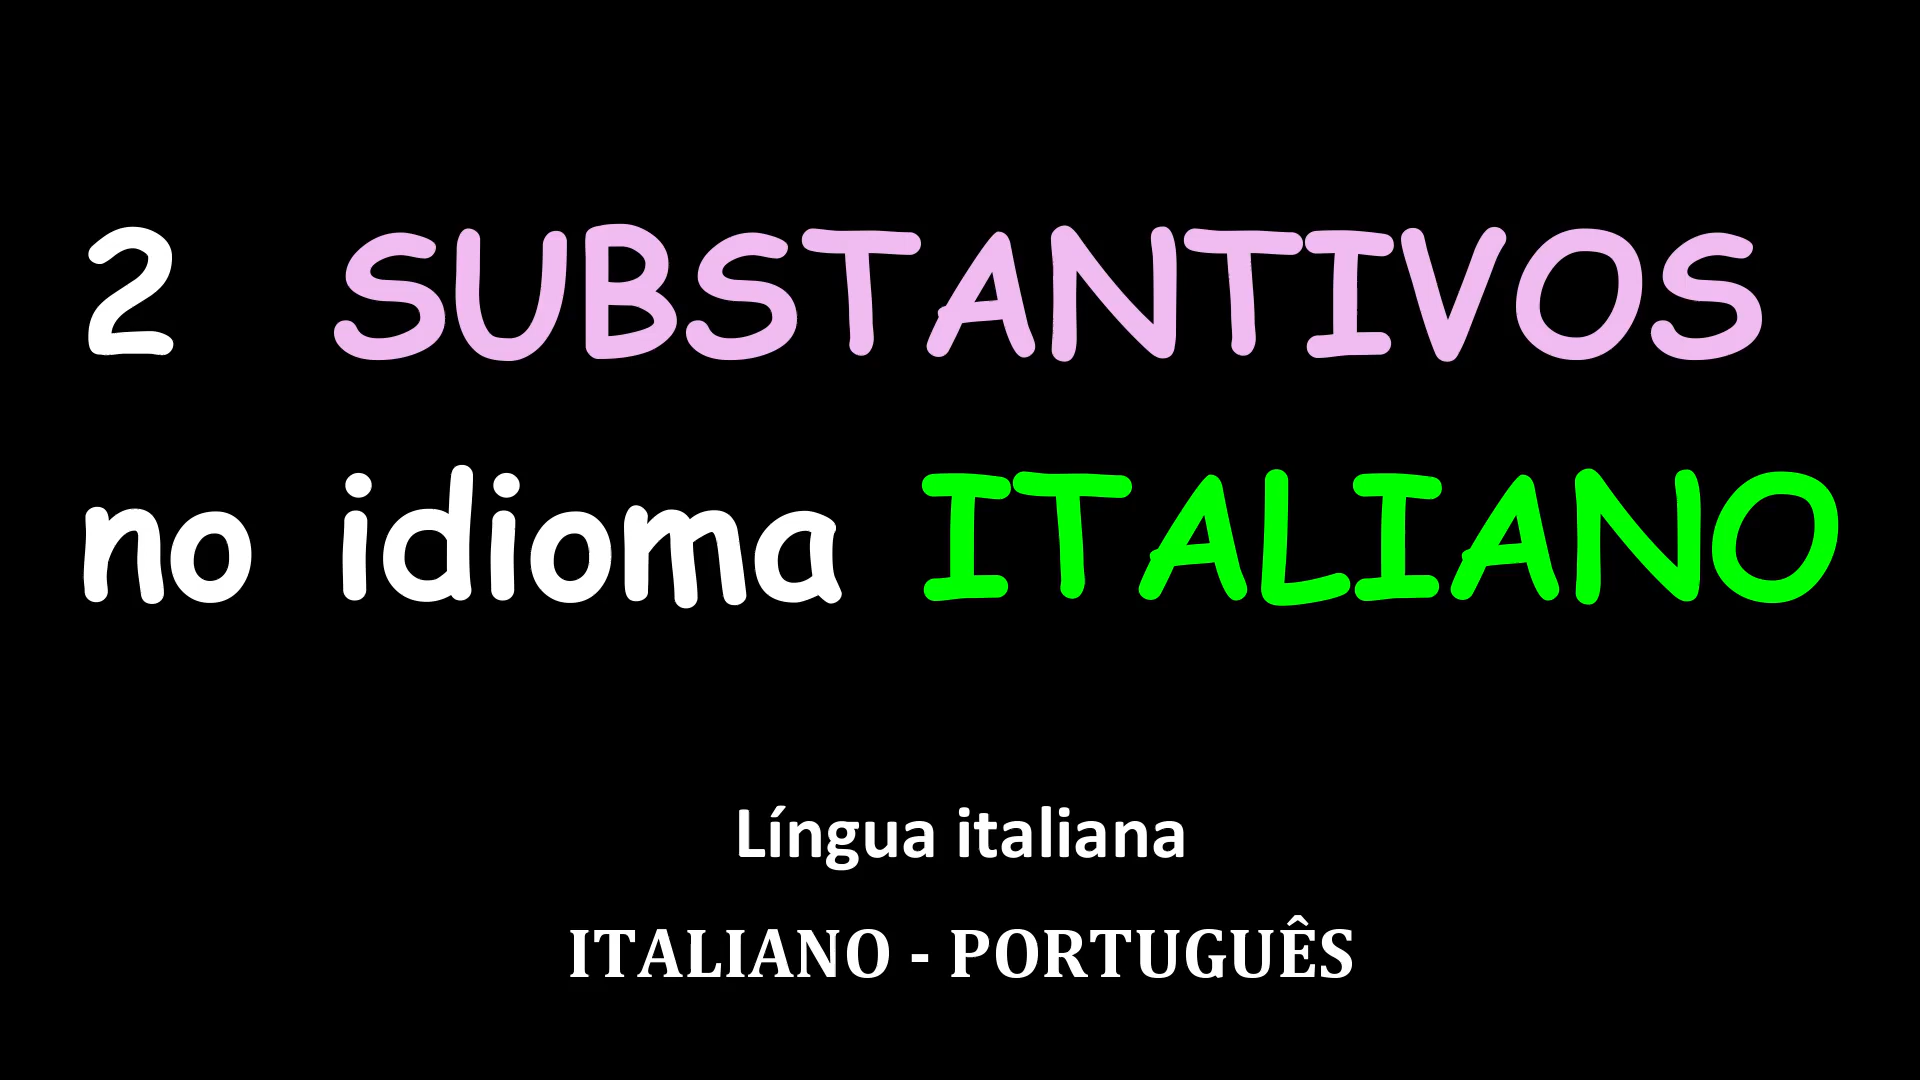 2 SUBSTANTIVOS
no idioma ITALIANO
Língua italiana
ITALIANO - PORTUGUÊS